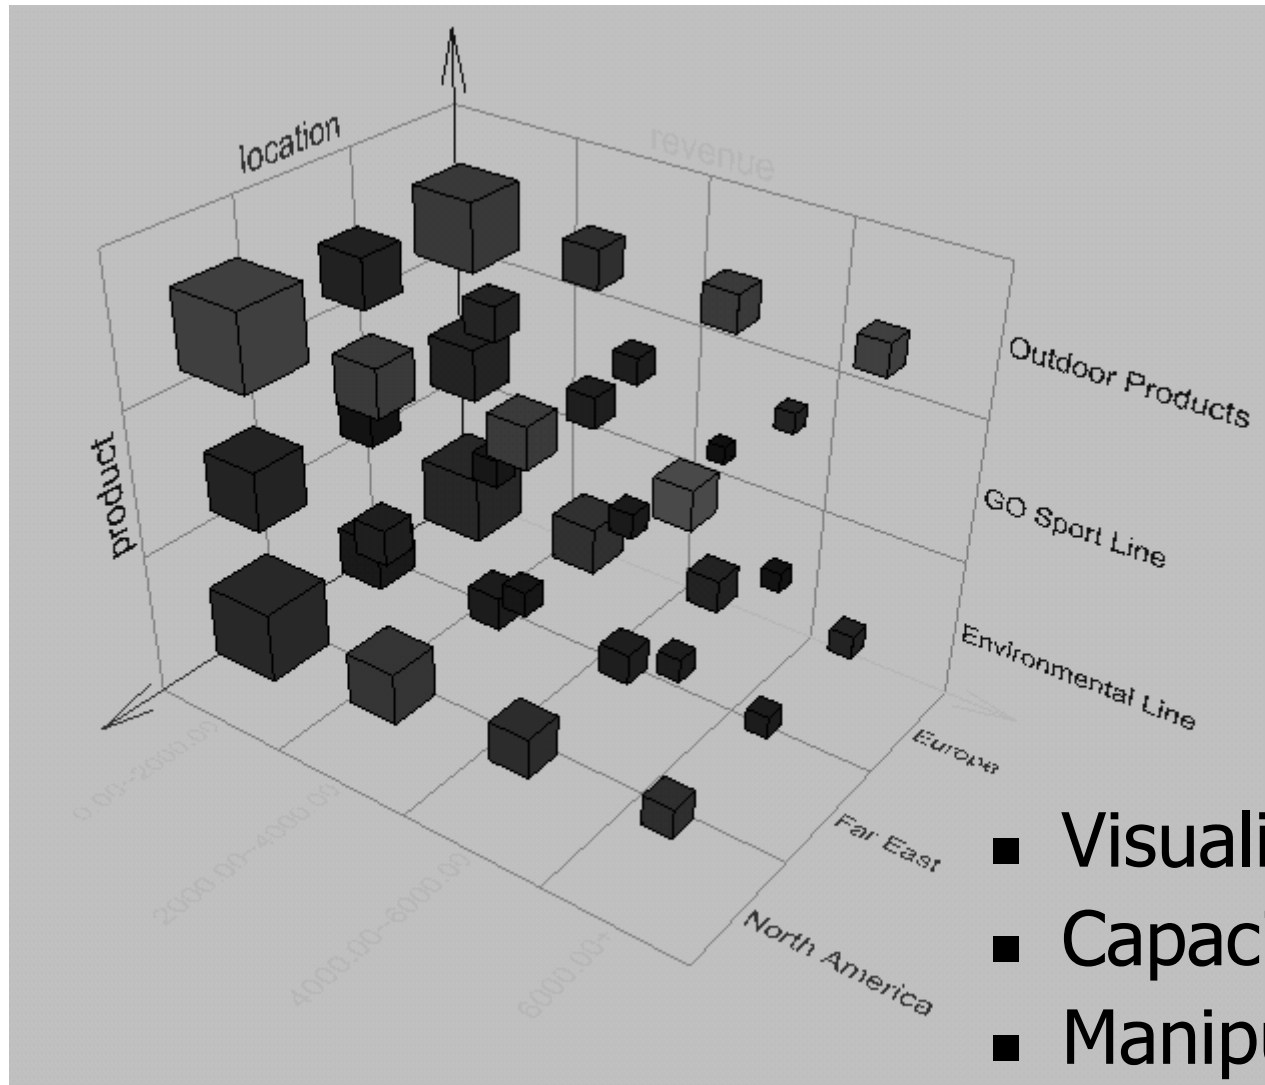 location
revenue
product
Outdoor Products
GO Sport Line
Environmental Line
Europe
Far East
North America
0.00~2000.00
2000.00~4000.00
4000.00~6000.00
6000.00+
■ Visuali
■ Capaci
■ Manipu